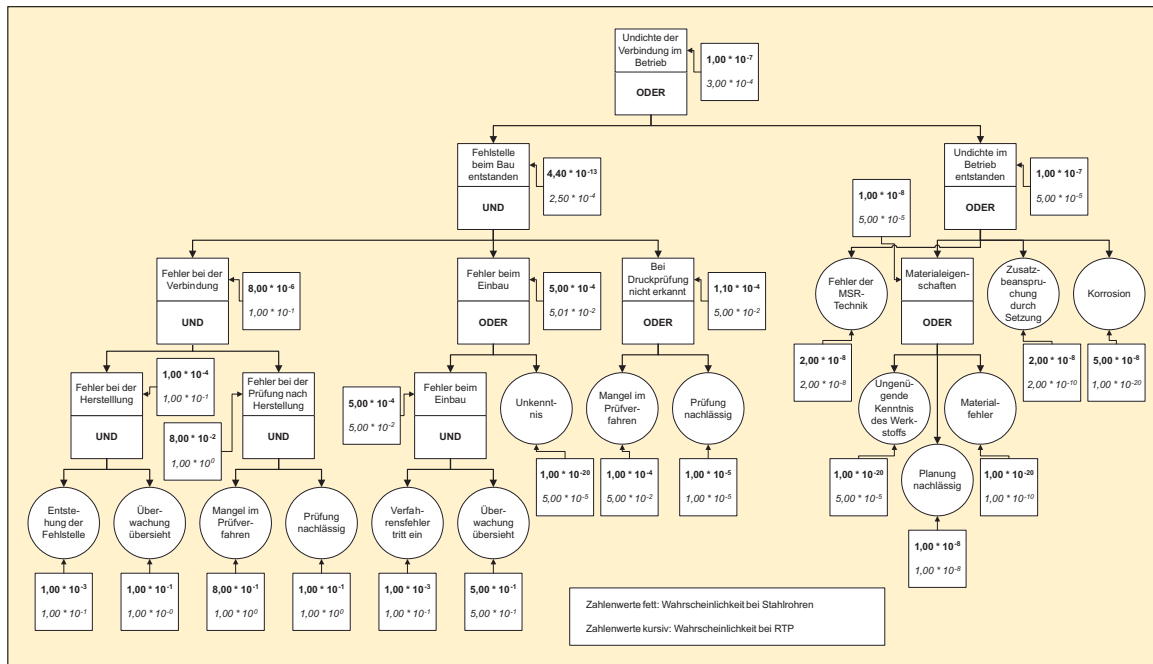 Undichte der
Verbindung im
Betrieb
ODER
1,00 * 10⁻⁷
3,00 * 10⁻⁴
Fehlstelle
beim Bau
entstanden
UND
4,40 * 10⁻¹³
2,50 * 10⁻⁴
Undichte im
Betrieb
entstanden
ODER
1,00 * 10⁻⁷
5,00 * 10⁻⁵
1,00 * 10⁻⁸
5,00 * 10⁻⁵
Fehler bei der
Verbindung
UND
8,00 * 10⁻⁶
1,00 * 10⁻¹
Fehler beim
Einbau
ODER
5,00 * 10⁻⁴
5,01 * 10⁻²
Bei
Druckprüfung
nicht erkannt
ODER
1,10 * 10⁻⁴
5,00 * 10⁻²
Fehler der
MSR-
Technik
2,00 * 10⁻⁸
2,00 * 10⁻⁸
Materialeigen-
schaften
ODER
Zusatz-
beanspru-
chung
durch
Setzung
2,00 * 10⁻⁸
2,00 * 10⁻¹⁰
Korrosion
5,00 * 10⁻⁸
1,00 * 10⁻²⁰
Fehler bei der
Herstelllung
UND
1,00 * 10⁻⁴
1,00 * 10⁻¹
Fehler bei der
Prüfung nach
Herstellung
UND
8,00 * 10⁻²
1,00 * 10⁰
Fehler beim
Einbau
UND
5,00 * 10⁻⁴
5,00 * 10⁻²
Unkennt-
nis
1,00 * 10⁻²⁰
5,00 * 10⁻⁵
Mangel im
Prüfver-
fahren
1,00 * 10⁻⁴
5,00 * 10⁻²
Prüfung
nachlässig
1,00 * 10⁻⁵
1,00 * 10⁻⁵
Ungenü-
gende
Kenntnis
des Werk-
stoffs
1,00 * 10⁻²⁰
5,00 * 10⁻⁵
Planung
nachlässig
1,00 * 10⁻⁸
1,00 * 10⁻⁸
Material-
fehler
1,00 * 10⁻²⁰
1,00 * 10⁻¹⁰
Entste-
hung der
Fehlstelle
1,00 * 10⁻³
1,00 * 10⁻¹
Über-
wachung
übersieht
1,00 * 10⁻¹
1,00 * 10⁻⁰
Mangel im
Prüfver-
fahren
8,00 * 10⁻¹
1,00 * 10⁰
Prüfung
nachlässig
1,00 * 10⁻¹
1,00 * 10⁰
Verfah-
rensfehler
tritt ein
1,00 * 10⁻³
1,00 * 10⁻¹
Über-
wachung
übersieht
5,00 * 10⁻¹
5,00 * 10⁻¹
Zahlenwerte fett: Wahrscheinlichkeit bei Stahlrohren
Zahlenwerte kursiv: Wahrscheinlichkeit bei RTP